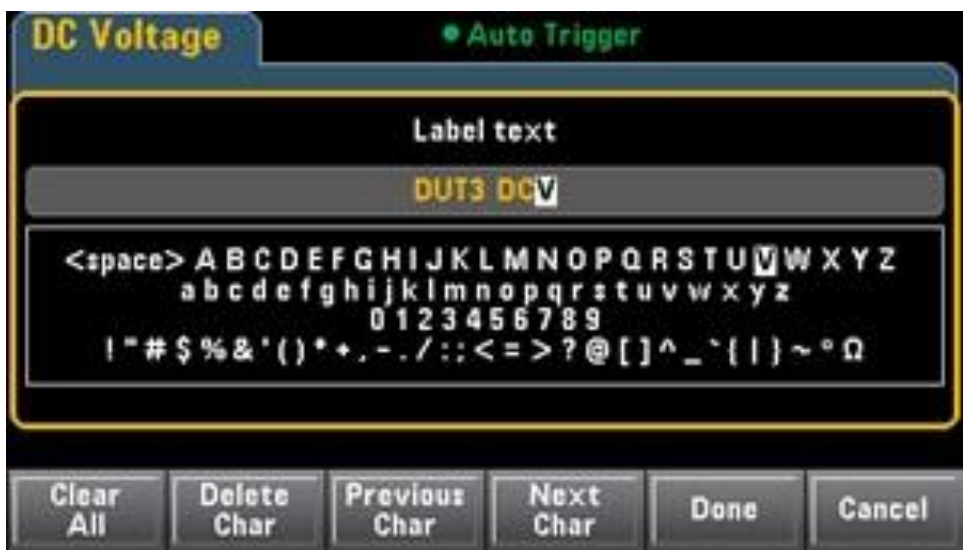 DC Voltage
● Auto Trigger
Label text
DUT3 DCV
<space> A B C D E F G H I J K L M N O P Q R S T U V W X Y Z
a b c d e f g h i j k l m n o p q r s t u v w x y z
0 1 2 3 4 5 6 7 8 9
! " # $ % & ' ( ) * + , - . / : ; < = > ? @ [ ] ^ _ ` { | } ~ ° Ω
Clear All
Delete Char
Previous Char
Next Char
Done
Cancel